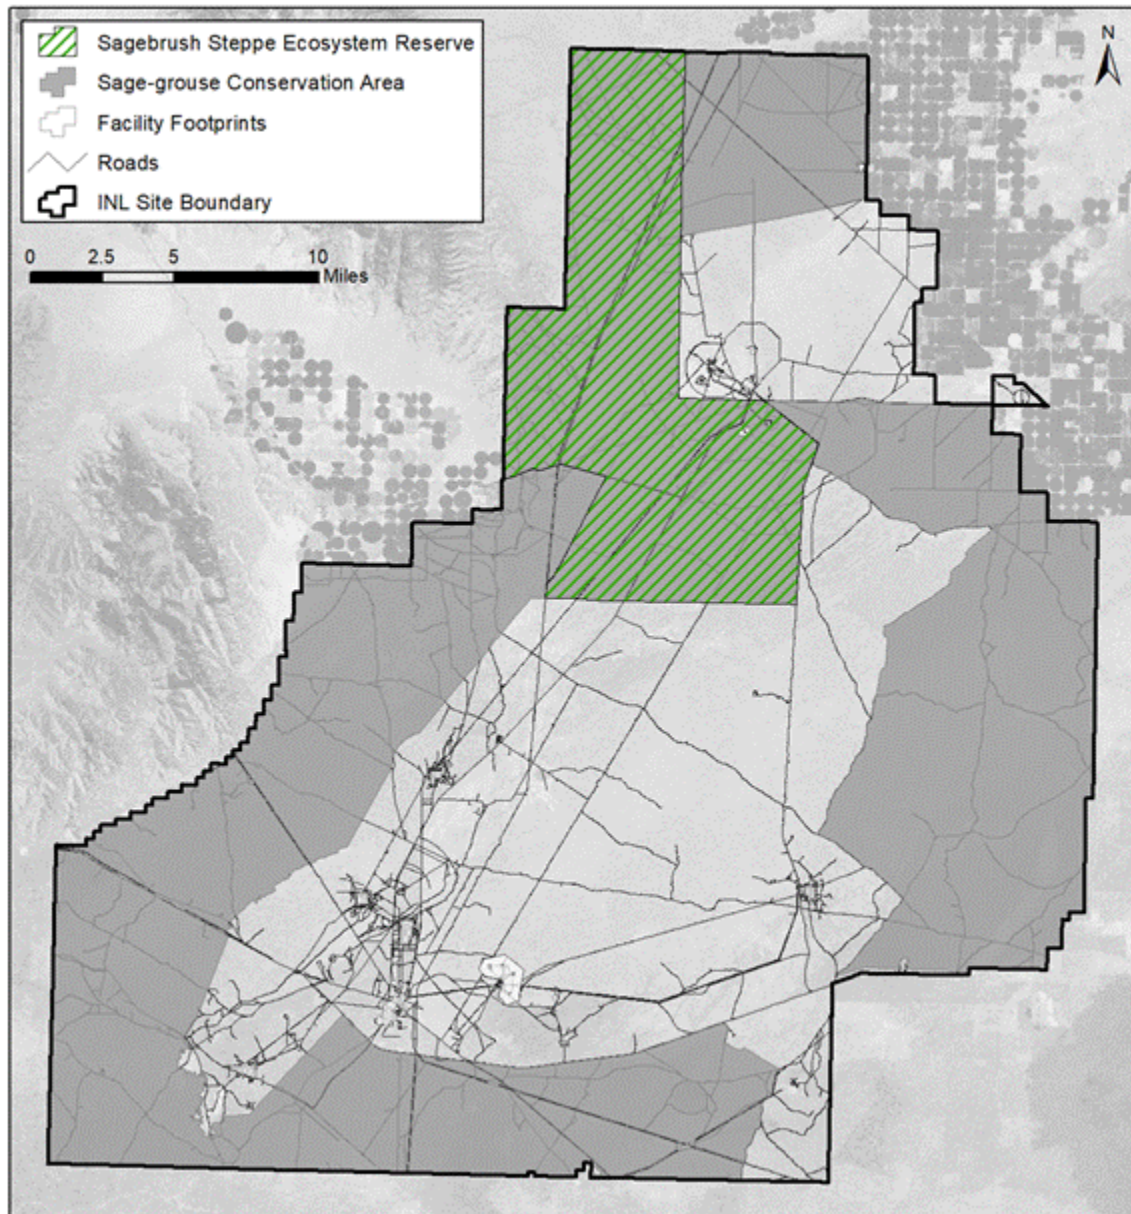 Sagebrush Steppe Ecosystem Reserve
Sage-grouse Conservation Area
Facility Footprints
Roads
INL Site Boundary
0 2.5 5 10
Miles
N